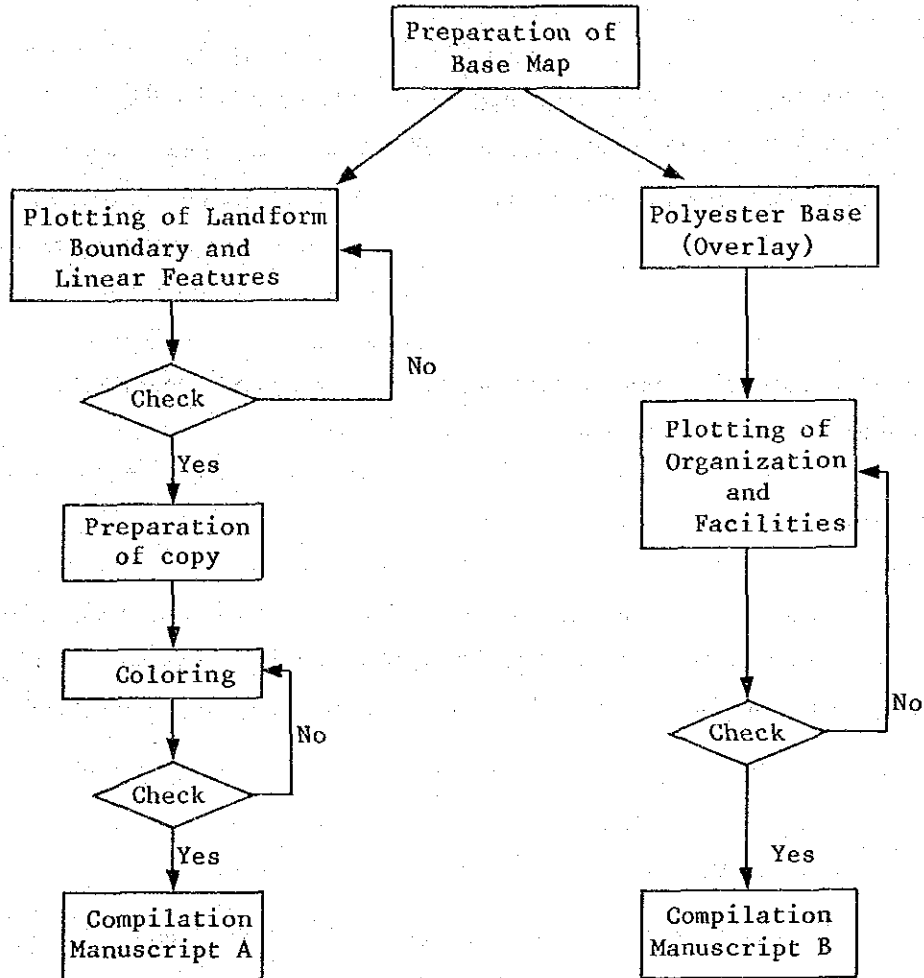 Preparation of
Base Map
Plotting of Landform
Boundary and
Linear Features
No
Check
Yes
Preparation
of copy
Coloring
No
Check
Yes
Compilation
Manuscript A
Polyester Base
(Overlay)
Plotting of
Organization
and
Facilities
No
Check
Yes
Compilation
Manuscript B